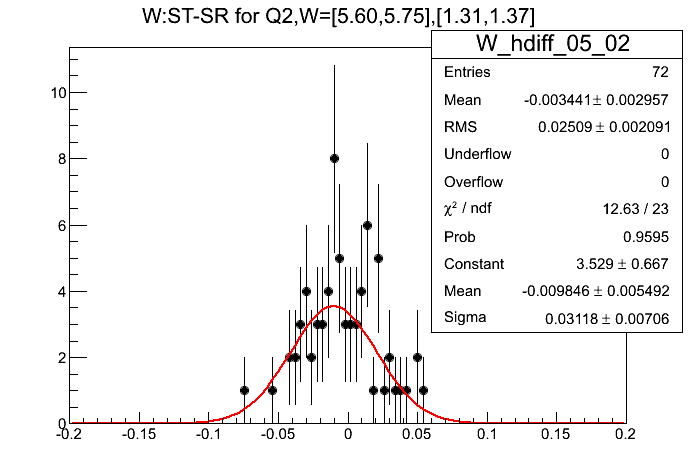 W:ST-SR for Q2,W=[5.60,5.75],[1.31,1.37]
W_hdiff_05_02
Entries 72
Mean -0.003441 ± 0.002957
RMS 0.02509 ± 0.002091
Underflow 0
Overflow 0
χ² / ndf 12.63 / 23
Prob 0.9595
Constant 3.529 ± 0.667
Mean -0.009846 ± 0.005492
Sigma 0.03118 ± 0.00706
10
8
6
4
2
0
-0.2 -0.15 -0.1 -0.05 0 0.05 0.1 0.15 0.2